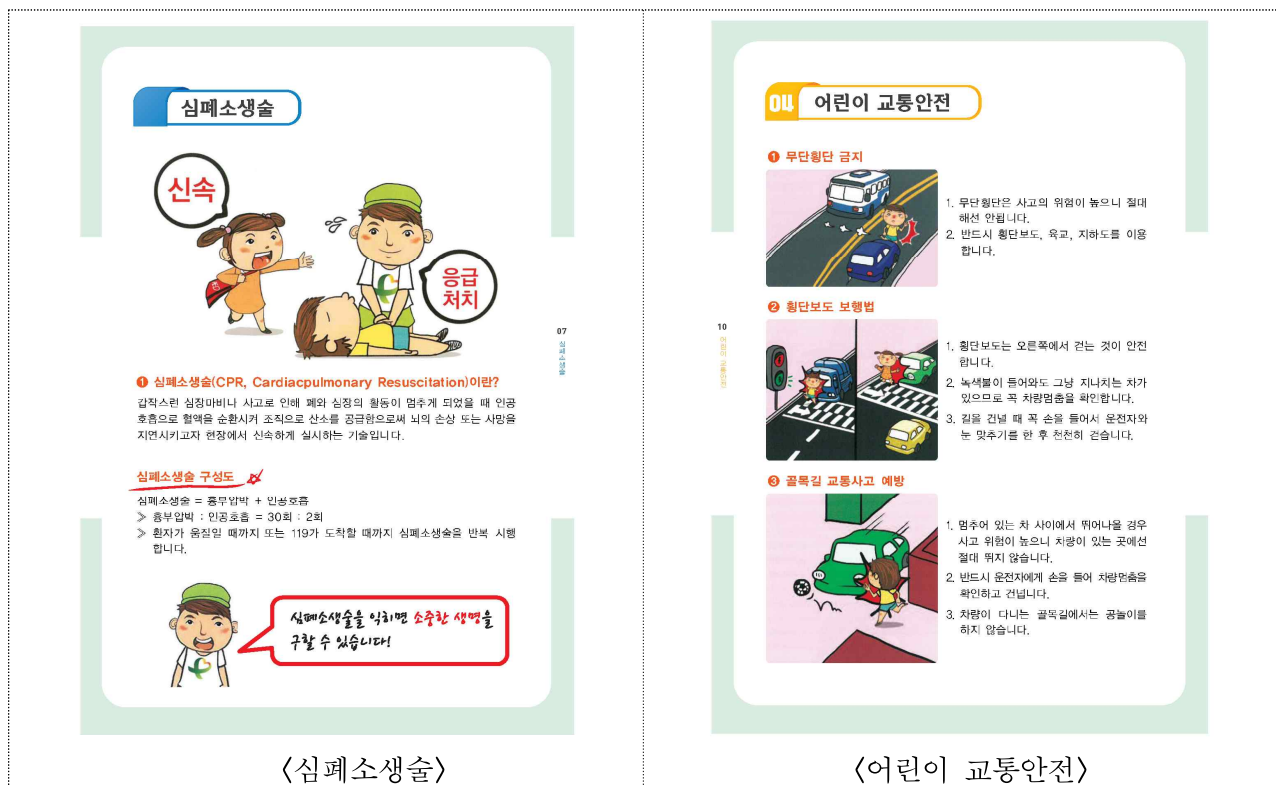 심폐소생술
신속
응급
처치
07
심폐소생술
❶ 심폐소생술(CPR, Cardiacpulmonary Resuscitation)이란?
갑작스런 심장마비나 사고로 인해 폐와 심장의 활동이 멈추게 되었을 때 인공
호흡으로 혈액을 순환시켜 조직으로 산소를 공급함으로써 뇌의 손상 또는 사망을
지연시키고자 현장에서 신속하게 실시하는 기술입니다.
심폐소생술 구성도
심폐소생술 = 흉부압박 + 인공호흡
≫ 흉부압박 : 인공호흡 = 30회 : 2회
≫ 환자가 움직일 때까지 또는 119가 도착할 때까지 심폐소생술을 반복 시행
합니다.
심폐소생술을 익히면 소중한 생명을
구할 수 있습니다!
〈심폐소생술〉
04 어린이 교통안전
❶ 무단횡단 금지
1. 무단횡단은 사고의 위험이 높으니 절대
해선 안됩니다.
2. 반드시 횡단보도, 육교, 지하도를 이용
합니다.
10
어린이 교통안전
❷ 횡단보도 보행법
1. 횡단보도는 오른쪽에서 걷는 것이 안전
합니다.
2. 녹색불이 들어와도 그냥 지나치는 차가
있으므로 꼭 차량멈춤을 확인합니다.
3. 길을 건널 때 꼭 손을 들어서 운전자와
눈 맞추기를 한 후 천천히 걷습니다.
❸ 골목길 교통사고 예방
1. 멈추어 있는 차 사이에서 뛰어나올 경우
사고 위험이 높으니 차량이 있는 곳에선
절대 뛰지 않습니다.
2. 반드시 운전자에게 손을 들어 차량멈춤을
확인하고 건넙니다.
3. 차량이 다니는 골목길에서는 공놀이를
하지 않습니다.
〈어린이 교통안전〉